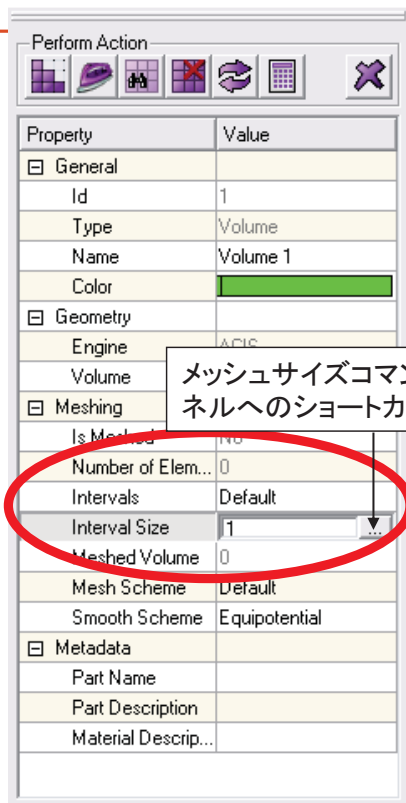 Perform Action
Property Value
General
Id 1
Type Volume
Name Volume 1
Color
Geometry
Engine ACIS
Volume
メッシュサイズコマン
ネルへのショートカ
Meshing
Is Meshed No
Number of Elem... 0
Intervals Default
Interval Size 1 ...
Meshed Volume 0
Mesh Scheme Default
Smooth Scheme Equipotential
Metadata
Part Name
Part Description
Material Descrip...